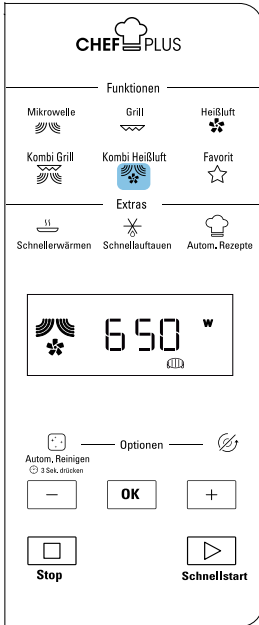 CHEF PLUS
Funktionen
Mikrowelle Grill Heißluft
Kombi Grill Kombi Heißluft Favorit
Extras
Schnellerwärmen Schnellauftauen Autom. Rezepte
650 W
Optionen
Autom. Reinigen
3 Sek. drücken
− OK +
Stop Schnellstart